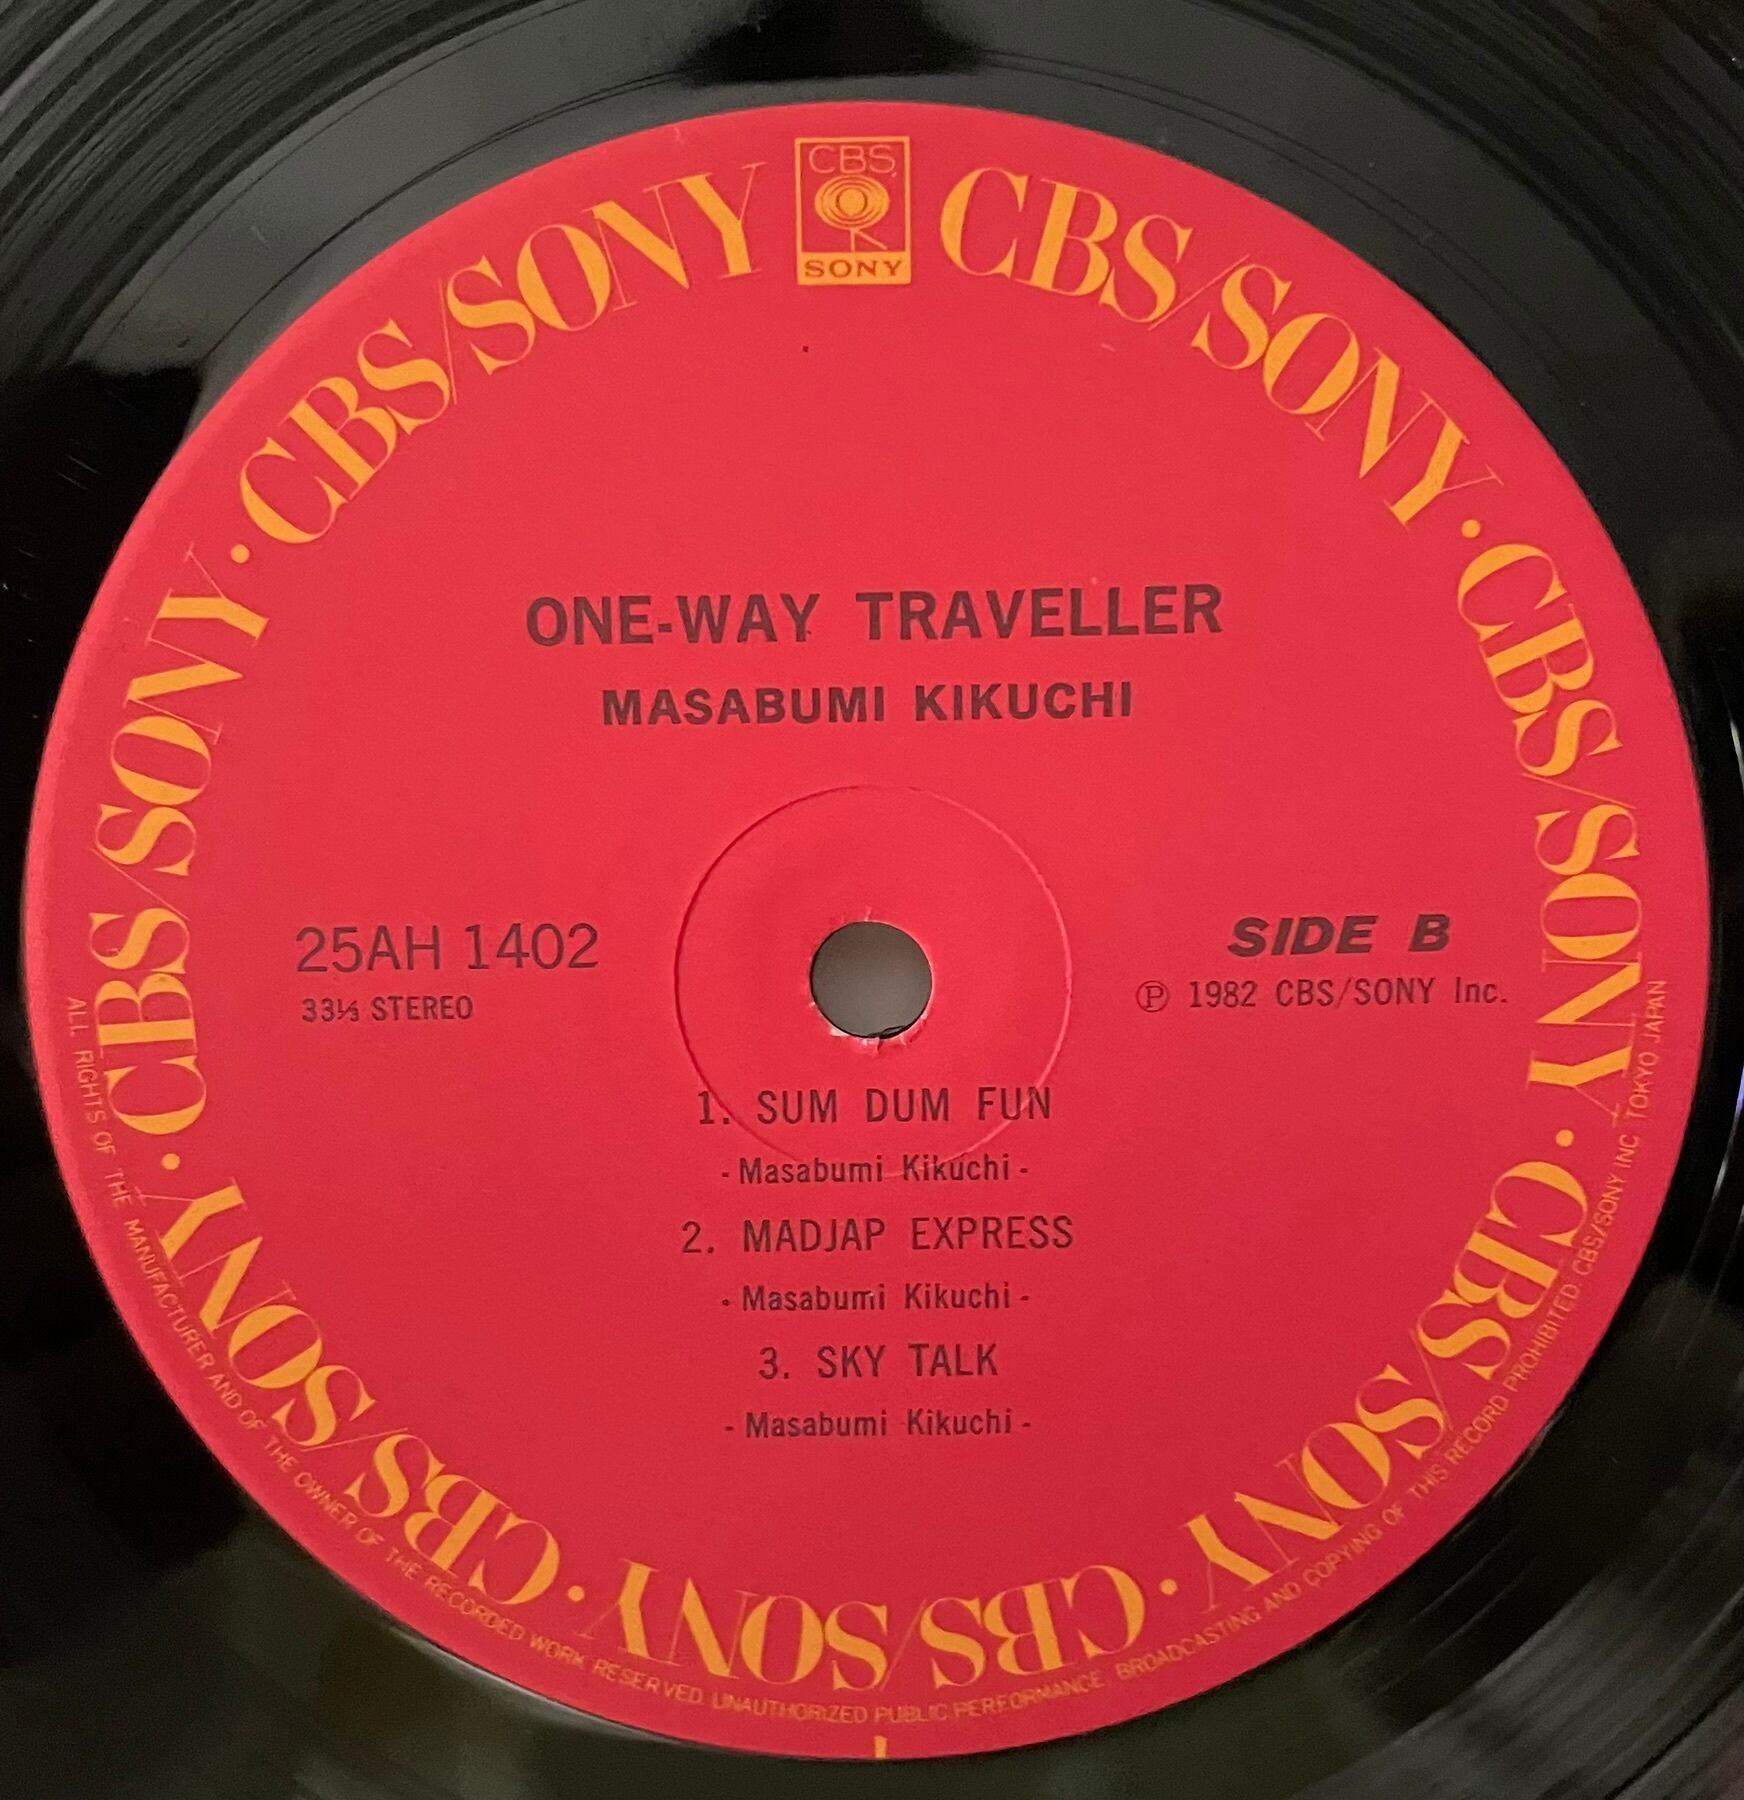 CBS
SONY
CBS/SONY · CBS/SONY · CBS/SONY · CBS/SONY · CBS/SONY · CBS/SONY · CBS/SONY · CBS/SONY
ONE-WAY TRAVELLER
MASABUMI KIKUCHI
25AH 1402
33⅓ STEREO
SIDE B
Ⓟ 1982 CBS/SONY Inc.
1. SUM DUM FUN
- Masabumi Kikuchi -
2. MADJAP EXPRESS
- Masabumi Kikuchi -
3. SKY TALK
- Masabumi Kikuchi -
ALL RIGHTS OF THE MANUFACTURER AND OF THE OWNER OF THE RECORDED WORK RESERVED. UNAUTHORIZED PUBLIC PERFORMANCE, BROADCASTING AND COPYING OF THIS RECORD PROHIBITED. CBS/SONY INC. TOKYO JAPAN